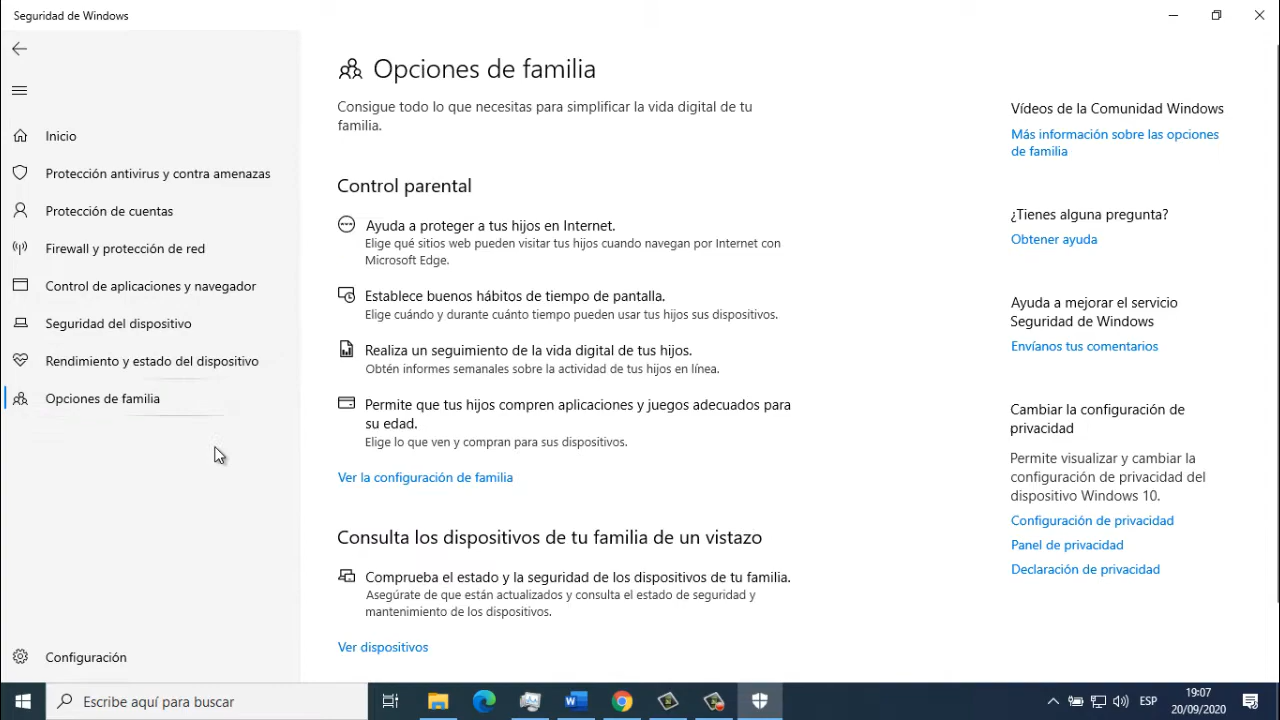 Seguridad de Windows
Inicio
Protección antivirus y contra amenazas
Protección de cuentas
Firewall y protección de red
Control de aplicaciones y navegador
Seguridad del dispositivo
Rendimiento y estado del dispositivo
Opciones de familia
Configuración
Opciones de familia
Consigue todo lo que necesitas para simplificar la vida digital de tu
familia.
Control parental
Ayuda a proteger a tus hijos en Internet.
Elige qué sitios web pueden visitar tus hijos cuando navegan por Internet con
Microsoft Edge.
Establece buenos hábitos de tiempo de pantalla.
Elige cuándo y durante cuánto tiempo pueden usar tus hijos sus dispositivos.
Realiza un seguimiento de la vida digital de tus hijos.
Obtén informes semanales sobre la actividad de tus hijos en línea.
Permite que tus hijos compren aplicaciones y juegos adecuados para
su edad.
Elige lo que ven y compran para sus dispositivos.
Ver la configuración de familia
Consulta los dispositivos de tu familia de un vistazo
Comprueba el estado y la seguridad de los dispositivos de tu familia.
Asegúrate de que están actualizados y consulta el estado de seguridad y
mantenimiento de los dispositivos.
Ver dispositivos
Vídeos de la Comunidad Windows
Más información sobre las opciones
de familia
¿Tienes alguna pregunta?
Obtener ayuda
Ayuda a mejorar el servicio
Seguridad de Windows
Envíanos tus comentarios
Cambiar la configuración de
privacidad
Permite visualizar y cambiar la
configuración de privacidad del
dispositivo Windows 10.
Configuración de privacidad
Panel de privacidad
Declaración de privacidad
Escribe aquí para buscar
ESP
19:07
20/09/2020